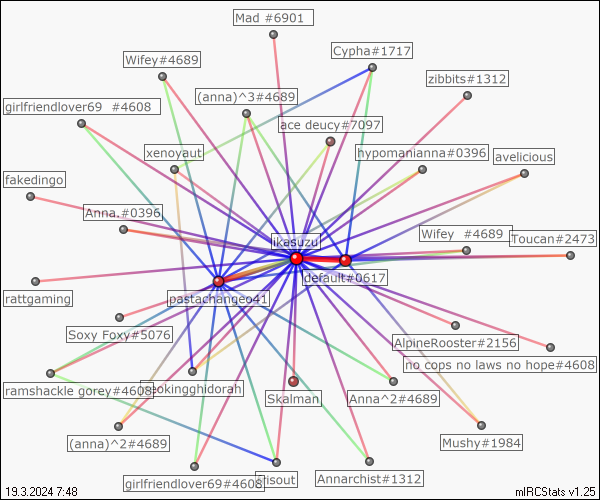 Mad #6901
Cypha#1717
Wifey#4689
zibbits#1312
(anna)^3#4689
girlfriendlover69 #4608
ace deucy#7097
xenoyaut
hypomanianna#0396
avelicious
fakedingo
Anna.#0396
Wifey #4689
Toucan#2473
ikasuzu
default#0617
rattgaming
pastachangeo41
Soxy Foxy#5076
AlpineRooster#2156
no cops no laws no hope#4608
ramshackle gorey#4608
eokingghidorah
Skalman
Anna^2#4689
(anna)^2#4689
Mushy#1984
girlfriendlover69#4608
risout
Annarchist#1312
19.3.2024 7:48
mIRCStats v1.25